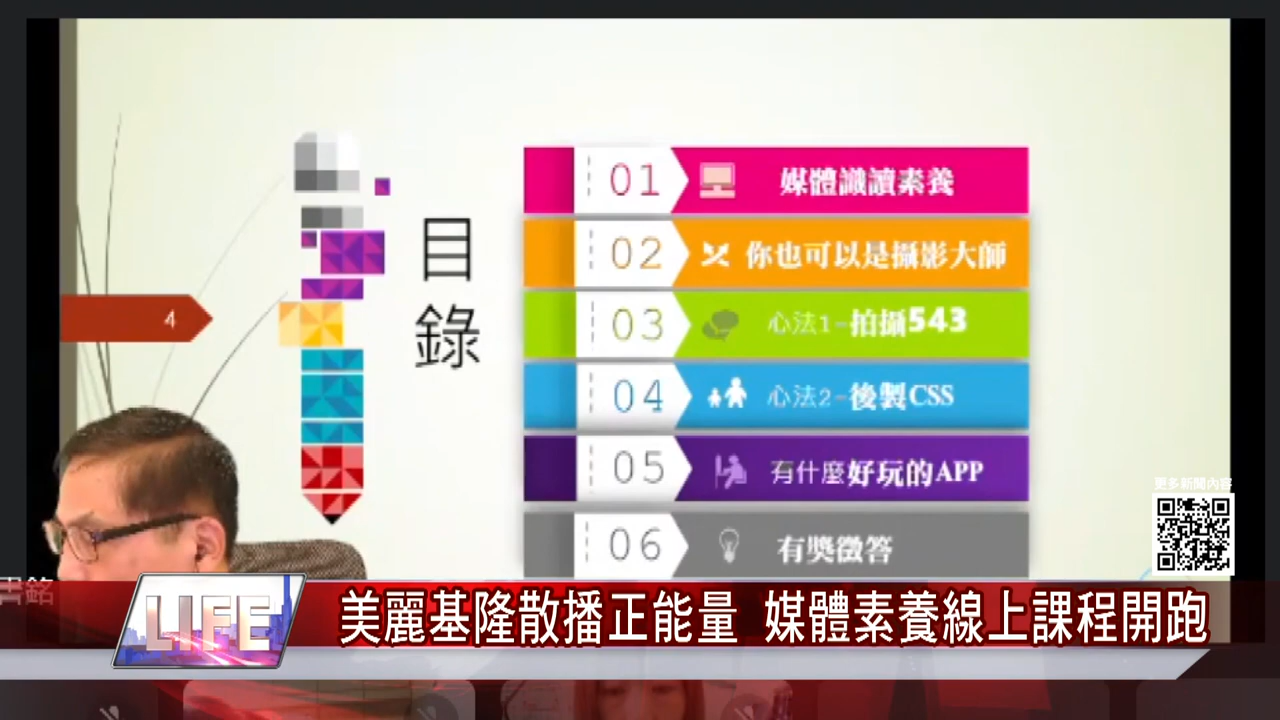 4
目
錄
01 媒體識讀素養
02 你也可以是攝影大師
03 心法1-拍攝543
04 心法2-後製CSS
05 有什麼好玩的APP
06 有獎徵答
更多新聞內容
書銘
LIFE 美麗基隆散播正能量 媒體素養線上課程開跑